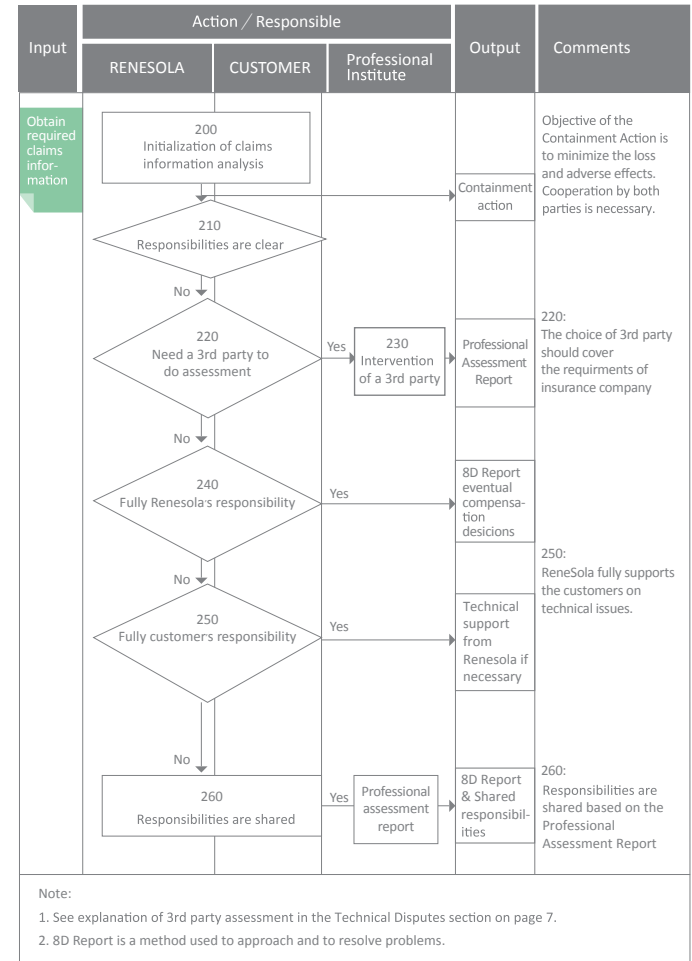 Action / Responsible
Input
RENESOLA
CUSTOMER
Professional
Institute
Output
Comments
Obtain
required
claims
infor-
mation
200
Initialization of claims
information analysis
Containment
action
Objective of the
Containment Action is
to minimize the loss
and adverse effects.
Cooperation by both
parties is necessary.
210
Responsibilities are clear
No
220
Need a 3rd party to
do assessment
Yes
230
Intervention
of a 3rd party
Professional
Assessment
Report
220:
The choice of 3rd party
should cover
the requirments of
insurance company
No
240
Fully Renesola's responsibility
Yes
8D Report
eventual
compensa-
tion
desicions
No
250
Fully customer's responsibility
Yes
Technical
support
from
Renesola if
necessary
250:
ReneSola fully supports
the customers on
technical issues.
No
260
Responsibilities are shared
Yes
Professional
assessment
report
8D Report
& Shared
responsibil-
ities
260:
Responsibilities are
shared based on the
Professional
Assessment Report
Note:
1. See explanation of 3rd party assessment in the Technical Disputes section on page 7.
2. 8D Report is a method used to approach and to resolve problems.